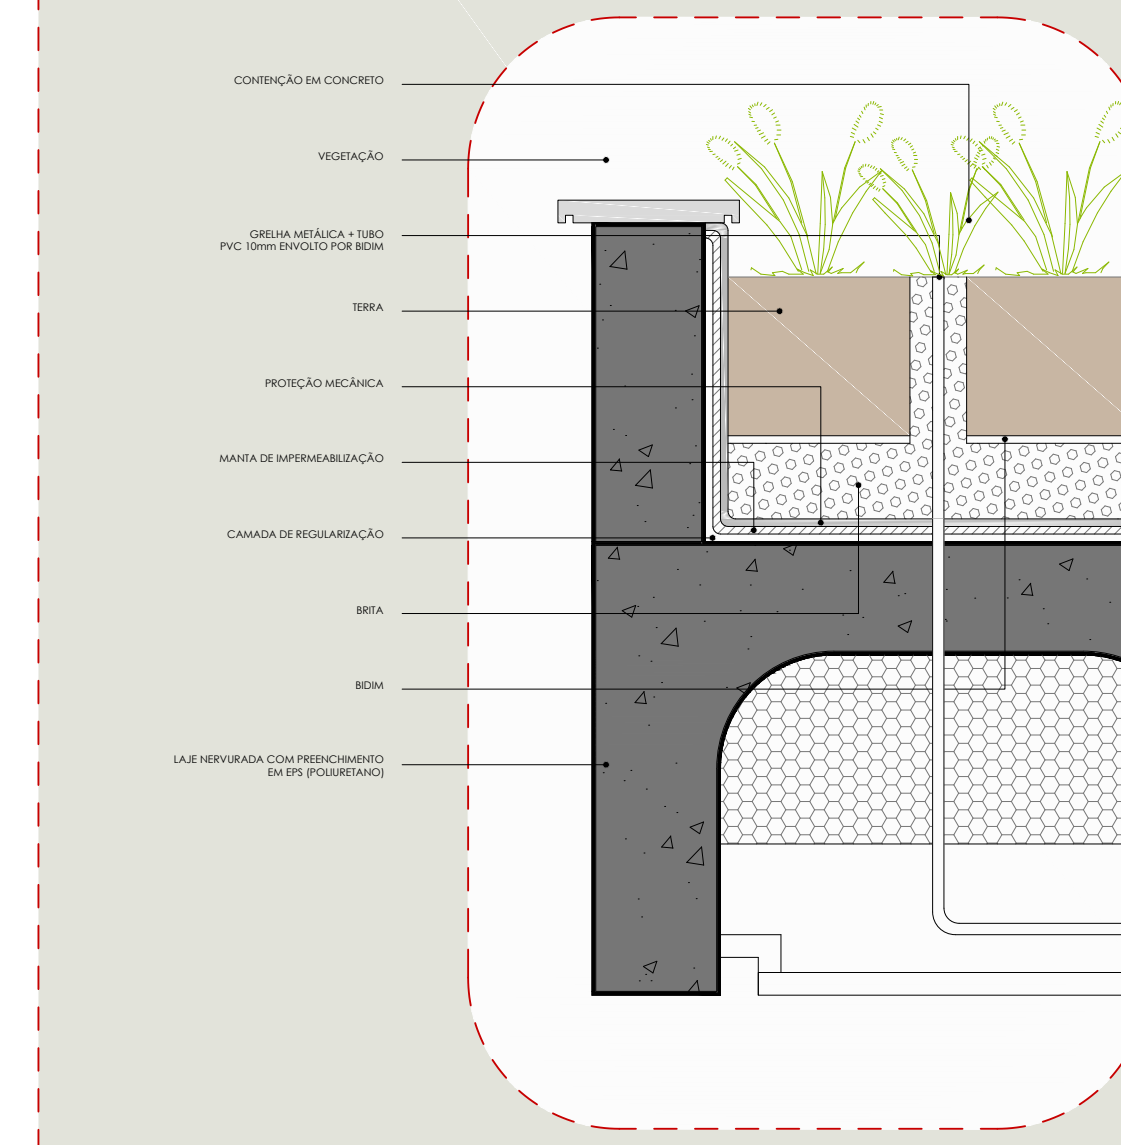 CONTENÇÃO EM CONCRETO
VEGETAÇÃO
GRELHA METÁLICA + TUBO
PVC 10mm ENVOLTO POR BIDIM
TERRA
PROTEÇÃO MECÂNICA
MANTA DE IMPERMEABILIZAÇÃO
CAMADA DE REGULARIZAÇÃO
BRITA
BIDIM
LAJE NERVURADA COM PREENCHIMENTO
EM EPS (POLIURETANO)